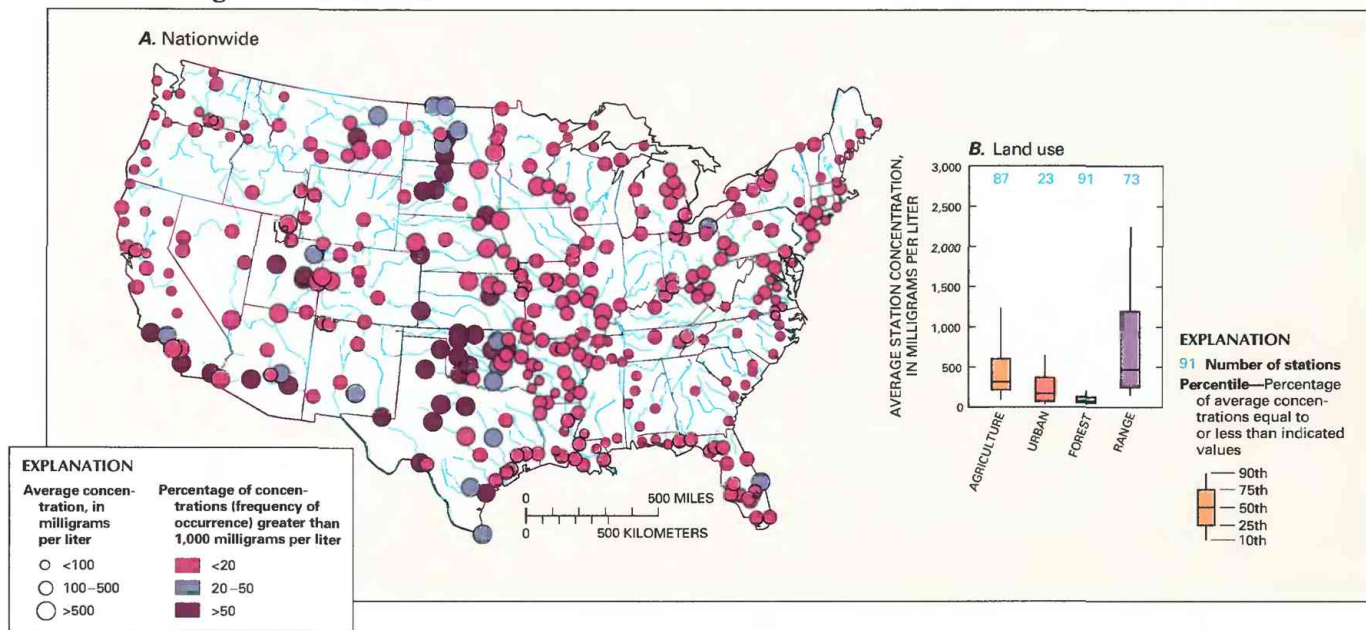 A. Nationwide
0 500 MILES
0 500 KILOMETERS
EXPLANATION
Average concen-
tration, in
milligrams
per liter
<100
100–500
>500
Percentage of concen-
trations (frequency of
occurrence) greater than
1,000 milligrams per liter
<20
20–50
>50
B. Land use
AVERAGE STATION CONCENTRATION,
IN MILLIGRAMS PER LITER
3,000
2,500
2,000
1,500
1,000
500
0
87 23 91 73
AGRICULTURE
URBAN
FOREST
RANGE
EXPLANATION
91 Number of stations
Percentile—Percentage
of average concen-
trations equal to
or less than indicated
values
90th
75th
50th
25th
10th